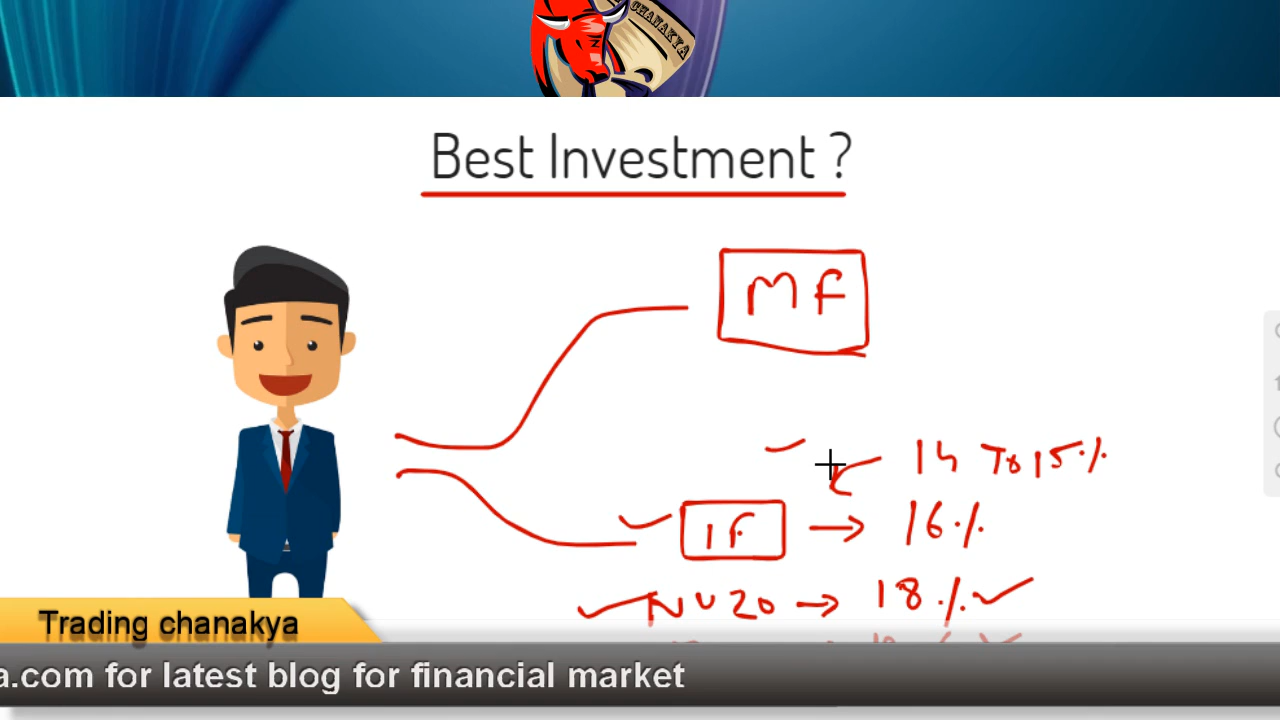 CHANAKYA
Best Investment ?
MF
14 To 15%
IF → 16%
NV20 → 18%
Trading chanakya
a.com for latest blog for financial market